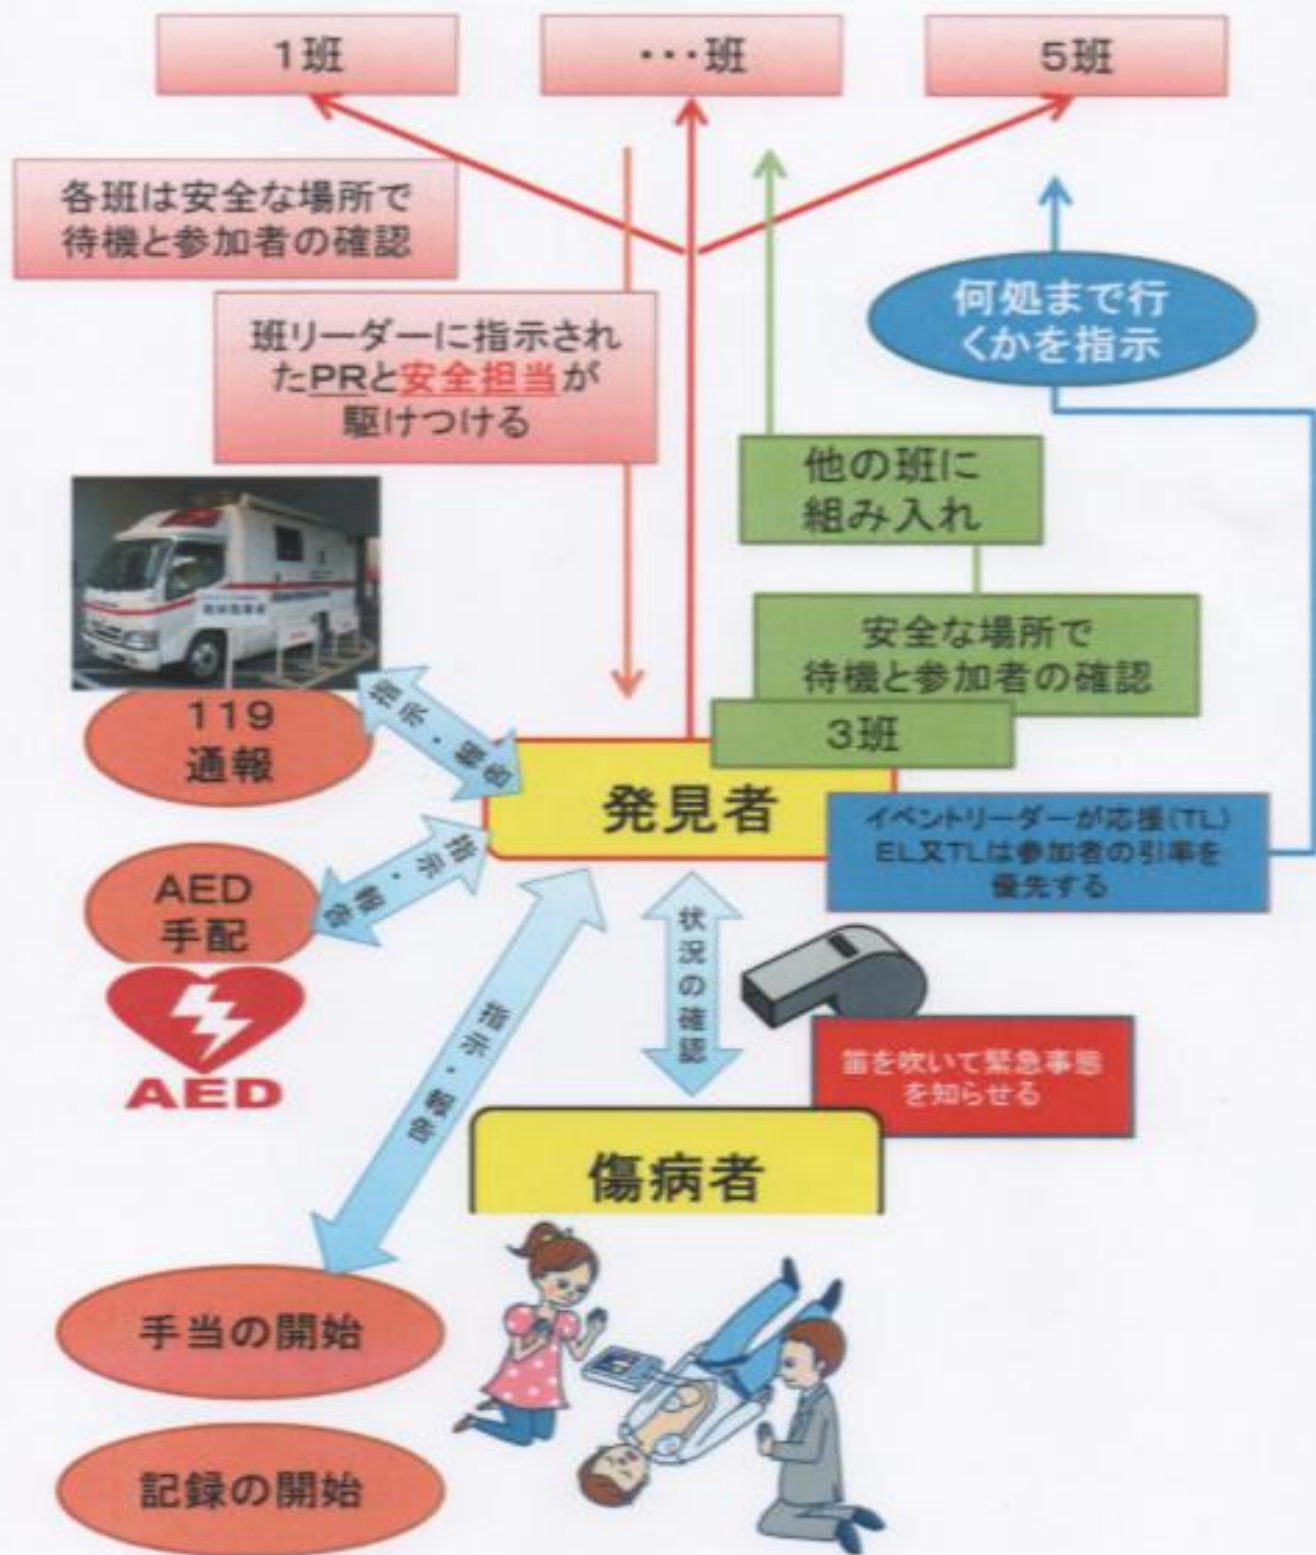 1班
・・・班
5班
各班は安全な場所で
待機と参加者の確認
班リーダーに指示され
たPRと安全担当が
駆けつける
何処まで行
くかを指示
他の班に
組み入れ
安全な場所で
待機と参加者の確認
3班
119
通報
指示・報告
発見者
イベントリーダーが応援(TL)
EL又TLは参加者の引率を
優先する
AED
手配
指示・報告
AED
状況の確認
指示・報告
笛を吹いて緊急事態
を知らせる
傷病者
手当の開始
記録の開始